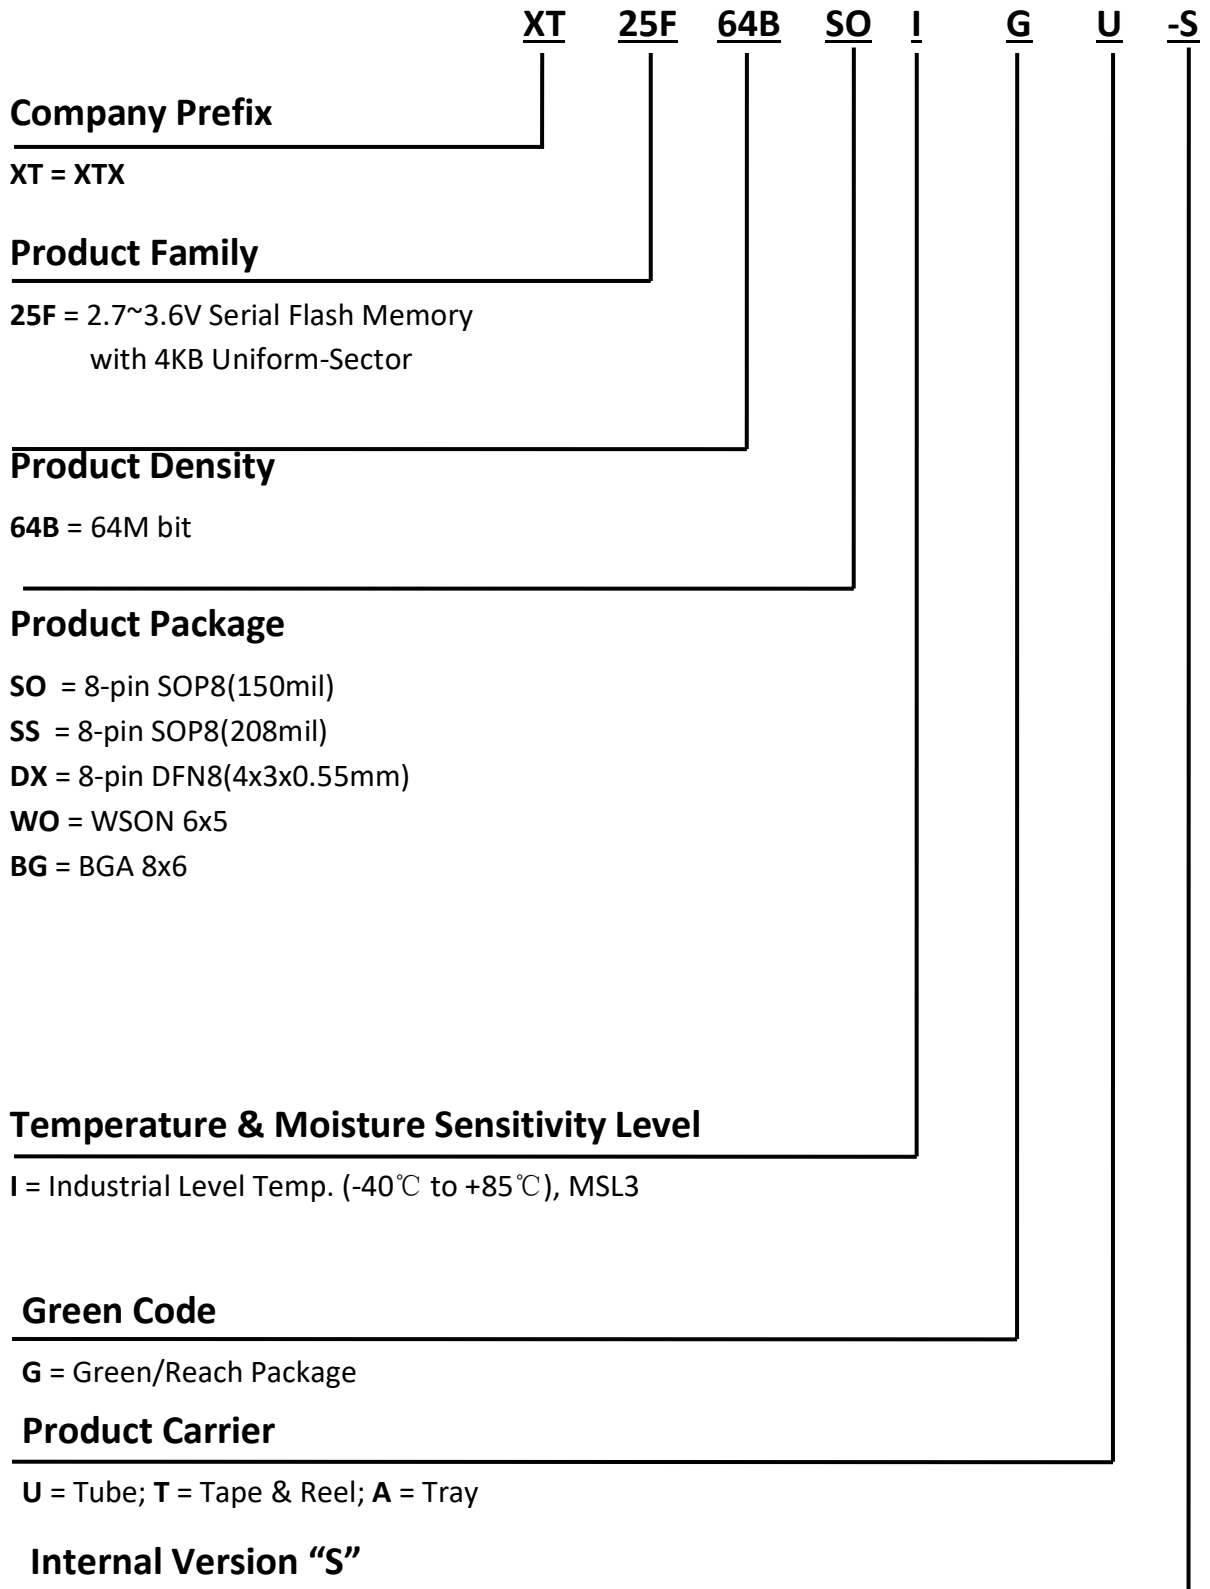 XT 25F 64B SO I G U -S
Company Prefix
XT = XTX
Product Family
25F = 2.7~3.6V Serial Flash Memory
with 4KB Uniform-Sector
Product Density
64B = 64M bit
Product Package
SO = 8-pin SOP8(150mil)
SS = 8-pin SOP8(208mil)
DX = 8-pin DFN8(4x3x0.55mm)
WO = WSON 6x5
BG = BGA 8x6
Temperature & Moisture Sensitivity Level
I = Industrial Level Temp. (-40℃ to +85℃), MSL3
Green Code
G = Green/Reach Package
Product Carrier
U = Tube; T = Tape & Reel; A = Tray
Internal Version “S”